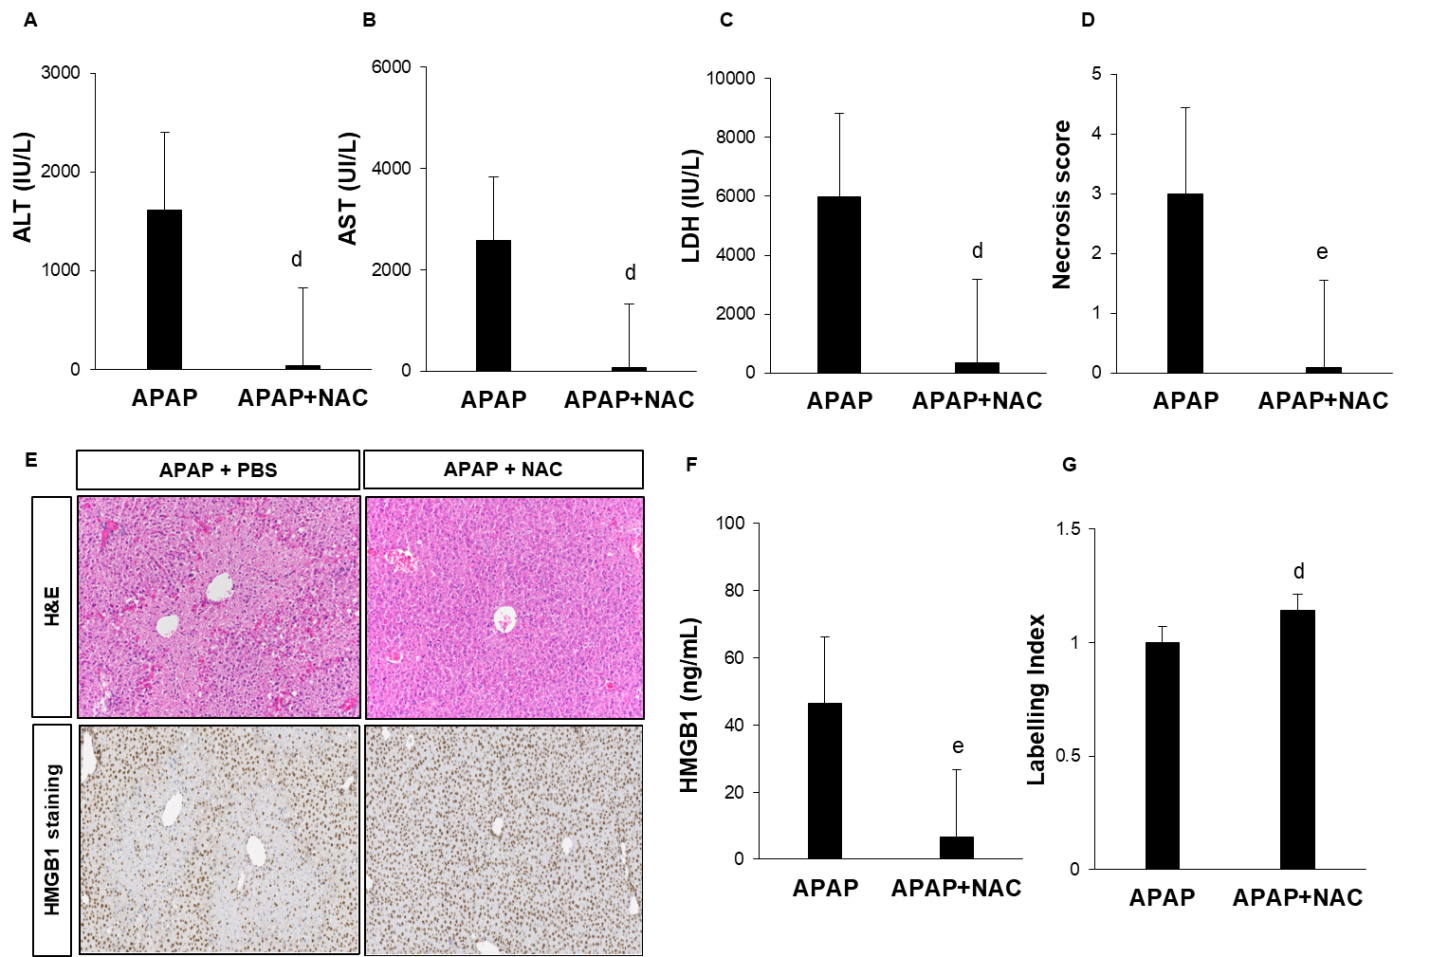 A
ALT (IU/L)
3000
2000
1000
0
d
APAP
APAP+NAC
B
AST (UI/L)
6000
4000
2000
0
d
APAP
APAP+NAC
C
LDH (IU/L)
10000
8000
6000
4000
2000
0
d
APAP
APAP+NAC
D
Necrosis score
5
4
3
2
1
0
e
APAP
APAP+NAC
E
APAP + PBS
APAP + NAC
H&E
HMGB1 staining
F
HMGB1 (ng/mL)
100
80
60
40
20
0
e
APAP
APAP+NAC
G
Labelling Index
1.5
1
0.5
0
d
APAP
APAP+NAC